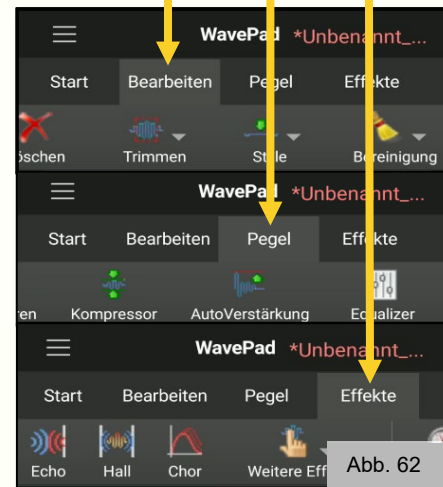 WavePad *Unbenannt_...
Start Bearbeiten Pegel Effekte
öschen Trimmen Stile Bereinigung
WavePad *Unbenannt_...
Start Bearbeiten Pegel Effekte
ren Kompressor AutoVerstärkung Equalizer
WavePad *Unbenannt_...
Start Bearbeiten Pegel Effekte
Echo Hall Chor Weitere Eff
Abb. 62